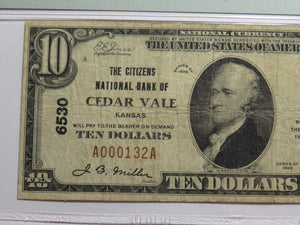 10
THE UNITED STATES OF AMERICA
THE CITIZENS
NATIONAL BANK OF
CEDAR VALE
KANSAS
WILL PAY TO THE BEARER ON DEMAND
TEN DOLLARS
6530
A000132A
J. B. Miller
10
TEN DOLLARS